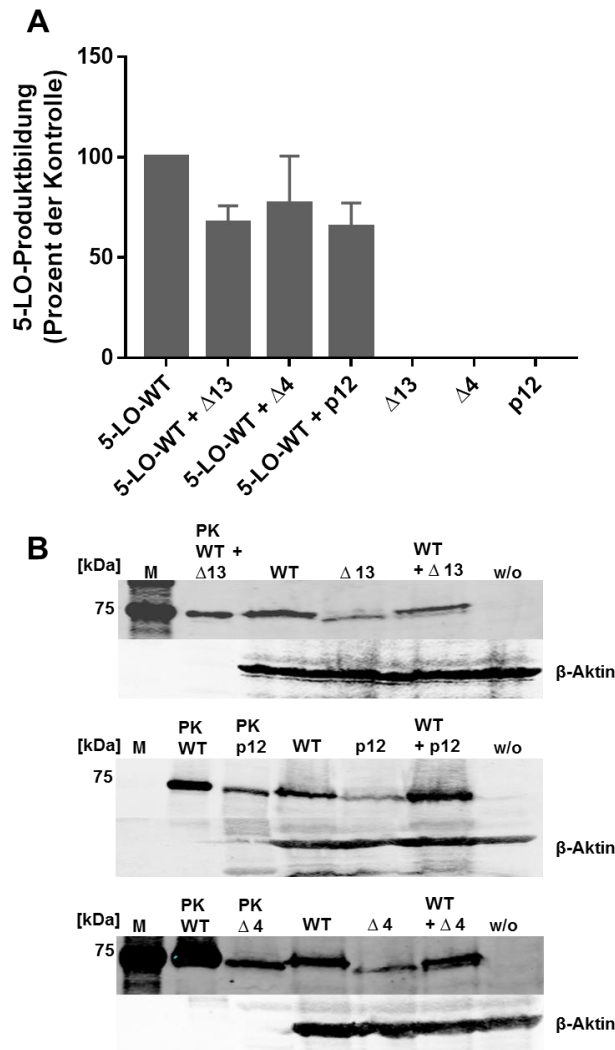 A
5-LO-Produktbildung
(Prozent der Kontrolle)
150
100
50
0
5-LO-WT
5-LO-WT + Δ13
5-LO-WT + Δ4
5-LO-WT + p12
Δ13
Δ4
p12
B
[kDa]
M
PK
WT +
Δ13
WT
Δ 13
WT
+ Δ 13
w/o
75
β-Aktin
[kDa]
M
PK
WT
PK
p12
WT
p12
WT
+ p12
w/o
75
β-Aktin
[kDa]
M
PK
WT
PK
Δ 4
WT
Δ 4
WT
+ Δ 4
w/o
75
β-Aktin